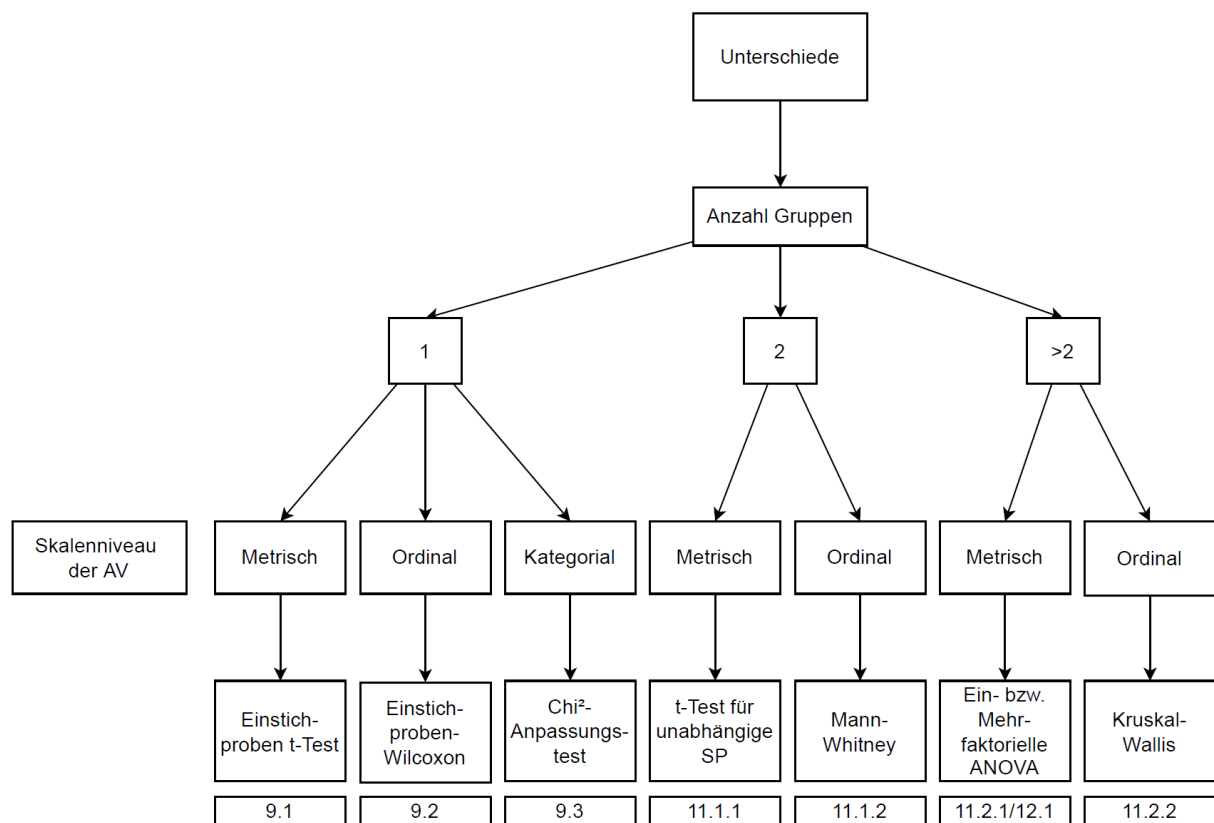 Unterschiede
Anzahl Gruppen
1
2
>2
Skalenniveau
der AV
Metrisch
Ordinal
Kategorial
Metrisch
Ordinal
Metrisch
Ordinal
Einstich-
proben t-Test
Einstich-
proben-
Wilcoxon
Chi²-
Anpassungs-
test
t-Test für
unabhängige
SP
Mann-
Whitney
Ein- bzw.
Mehr-
faktorielle
ANOVA
Kruskal-
Wallis
9.1
9.2
9.3
11.1.1
11.1.2
11.2.1/12.1
11.2.2